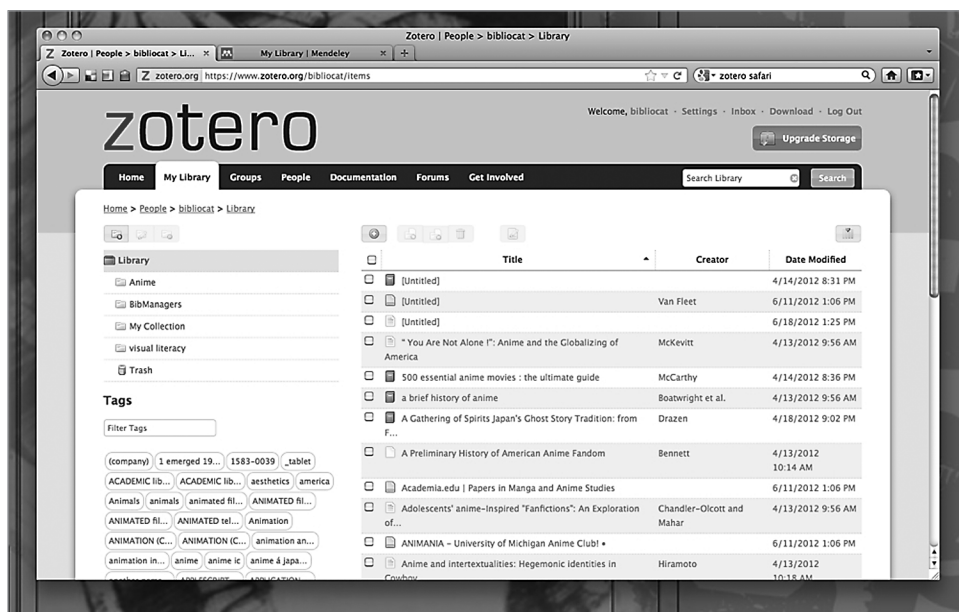 Zotero | People > bibliocat > Library
Z Zotero | People > bibliocat > Li... × My Library | Mendeley × +
Z zotero.org https://www.zotero.org/bibliocat/items zotero safari
zotero
Welcome, bibliocat · Settings · Inbox · Download · Log Out
Upgrade Storage
Home My Library Groups People Documentation Forums Get Involved Search Library Search
Home > People > bibliocat > Library
Library
Anime
BibManagers
My Collection
visual literacy
Trash
Tags
Filter Tags
(company) 1 emerged 19... 1583-0039 _tablet
ACADEMIC lib... ACADEMIC lib... aesthetics america
Animals animals animated fil... ANIMATED fil...
ANIMATED fil... ANIMATED tel... Animation
ANIMATION (C... ANIMATION (C... animation an...
animation in... anime anime ic anime á japa...
another name APPLESCRIPT APPLICATION
Title Creator Date Modified
[Untitled] 4/14/2012 8:31 PM
[Untitled] Van Fleet 6/11/2012 1:06 PM
[Untitled] 6/18/2012 1:25 PM
" You Are Not Alone !": Anime and the Globalizing of McKevitt 4/13/2012 9:56 AM
America
500 essential anime movies : the ultimate guide McCarthy 4/14/2012 8:36 PM
a brief history of anime Boatwright et al. 4/13/2012 9:56 AM
A Gathering of Spirits Japan's Ghost Story Tradition: from Drazen 4/18/2012 9:02 PM
F...
A Preliminary History of American Anime Fandom Bennett 4/13/2012
10:14 AM
Academia.edu | Papers in Manga and Anime Studies 6/11/2012 1:06 PM
Adolescents' anime-Inspired "Fanfictions": An Exploration Chandler-Olcott and 4/13/2012 9:56 AM
of... Mahar
ANIMANIA - University of Michigan Anime Club! • 6/11/2012 1:06 PM
Anime and intertextualities: Hegemonic identities in Hiramoto 4/13/2012
Cowboy 10:18 AM